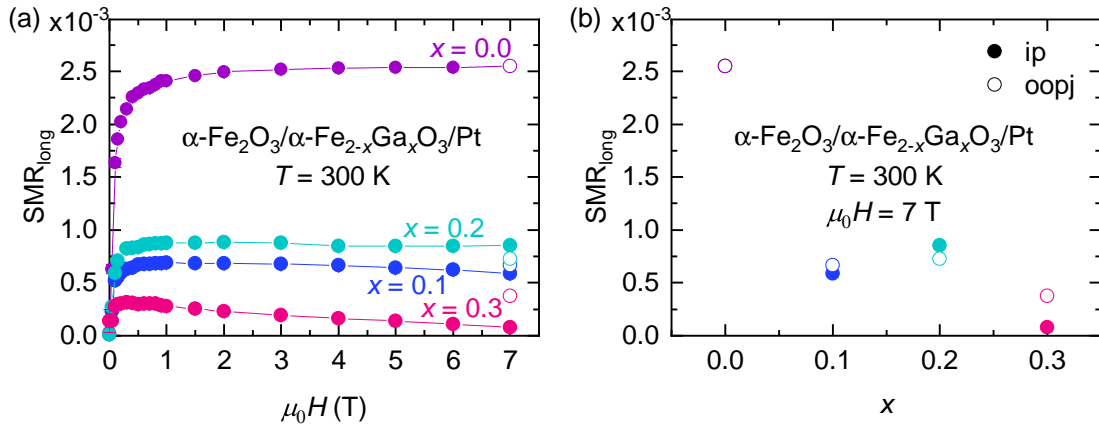 (a)
×10⁻³
2.5
2.0
1.5
1.0
0.5
0.0
SMR_long
x = 0.0
α-Fe₂O₃/α-Fe₂₋ₓGaₓO₃/Pt
T = 300 K
x = 0.2
x = 0.1
x = 0.3
0 1 2 3 4 5 6 7
μ₀H (T)
(b)
×10⁻³
2.5
2.0
1.5
1.0
0.5
0.0
SMR_long
ip
oopj
α-Fe₂O₃/α-Fe₂₋ₓGaₓO₃/Pt
T = 300 K
μ₀H = 7 T
0.0 0.1 0.2 0.3
x